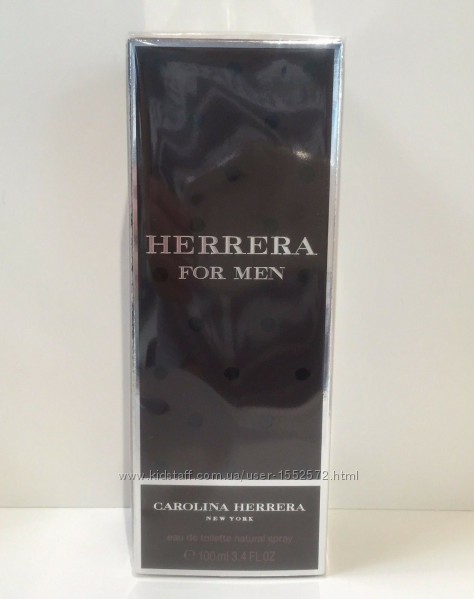 HERRERA
FOR MEN
www.kidstaff.com.ua/user-1552572.html
CAROLINA HERRERA
NEW YORK
eau de toilette natural spray
℮ 100 ml 3.4 FL.OZ